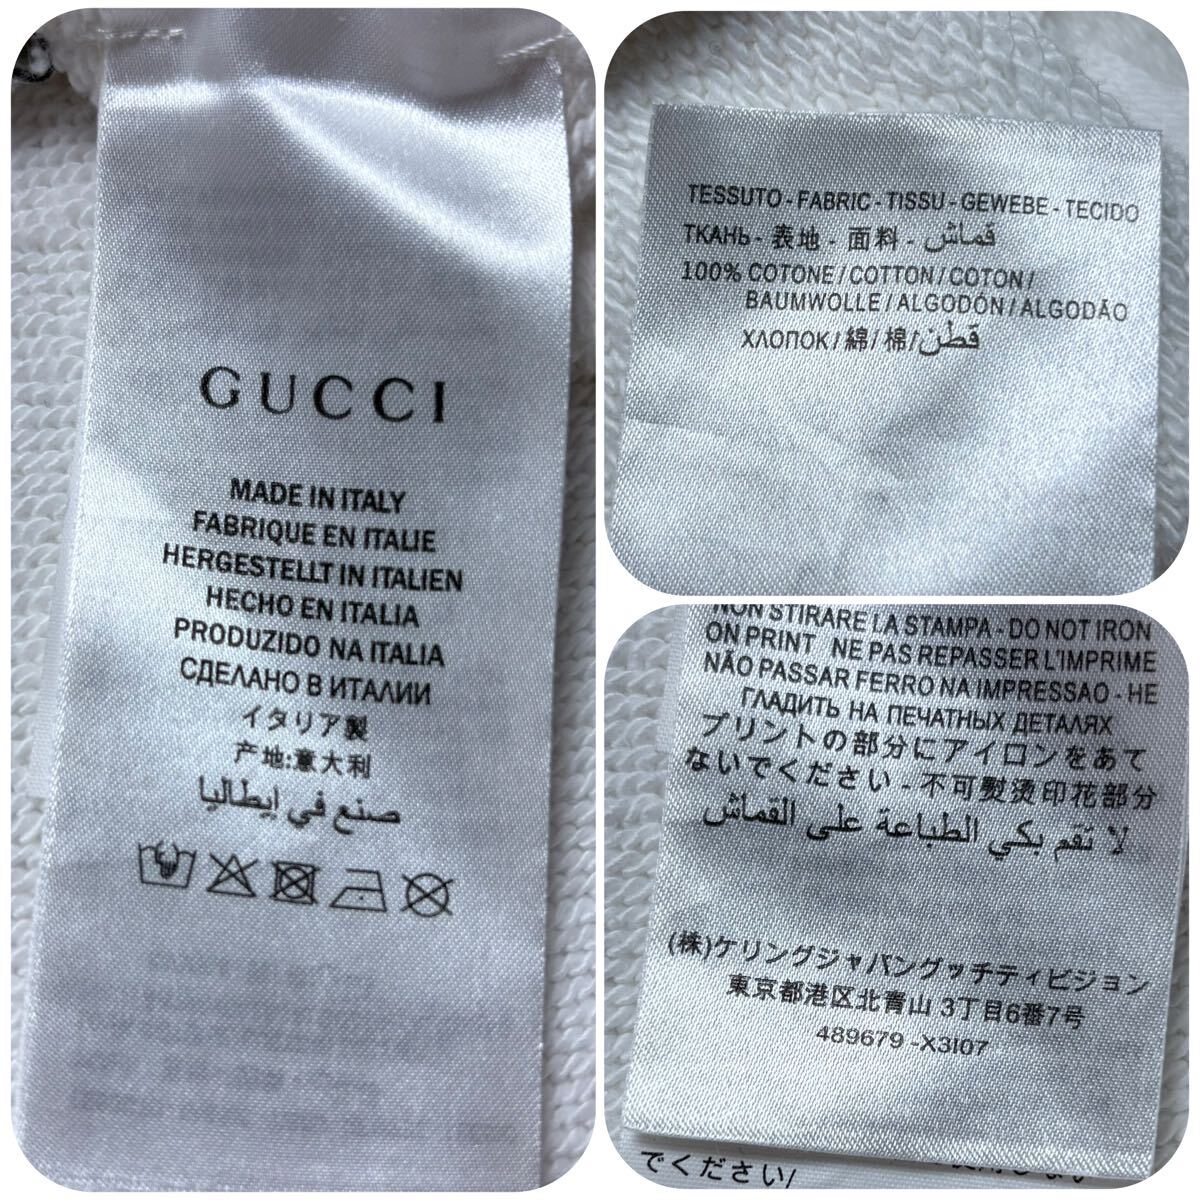 GUCCI
MADE IN ITALY
FABRIQUE EN ITALIE
HERGESTELLT IN ITALIEN
HECHO EN ITALIA
PRODUZIDO NA ITALIA
СДЕЛАНО В ИТАЛИИ
イタリア製
产地:意大利
صنع في إيطاليا
TESSUTO - FABRIC - TISSU - GEWEBE - TECIDO
ТКАНЬ - 表地 - 面料 - قماش
100% COTONE / COTTON / COTON /
BAUMWOLLE / ALGODÓN / ALGODÃO
ХЛОПОК / 綿 / 棉 / قطن
NON STIRARE LA STAMPA - DO NOT IRON
ON PRINT NE PAS REPASSER L'IMPRIME
NÃO PASSAR FERRO NA IMPRESSAO - НЕ
ГЛАДИТЬ НА ПЕЧАТНЫХ ДЕТАЛЯХ
プリントの部分にアイロンをあて
ないでください - 不可熨烫印花部分
لا تقم بكي الطباعة على القماش
(株)ケリングジャパングッチディビジョン
東京都港区北青山 3丁目6番7号
489679 -X3I07
でください/